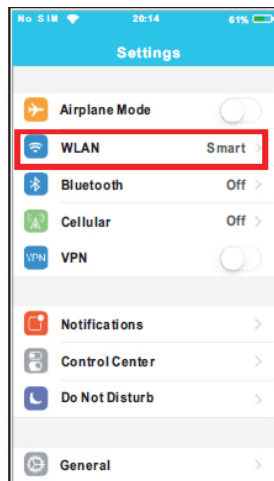 No SIM 20:14 61%
Settings
Airplane Mode
WLAN Smart
Bluetooth Off
Cellular Off
VPN VPN
Notifications
Control Center
Do Not Disturb
General